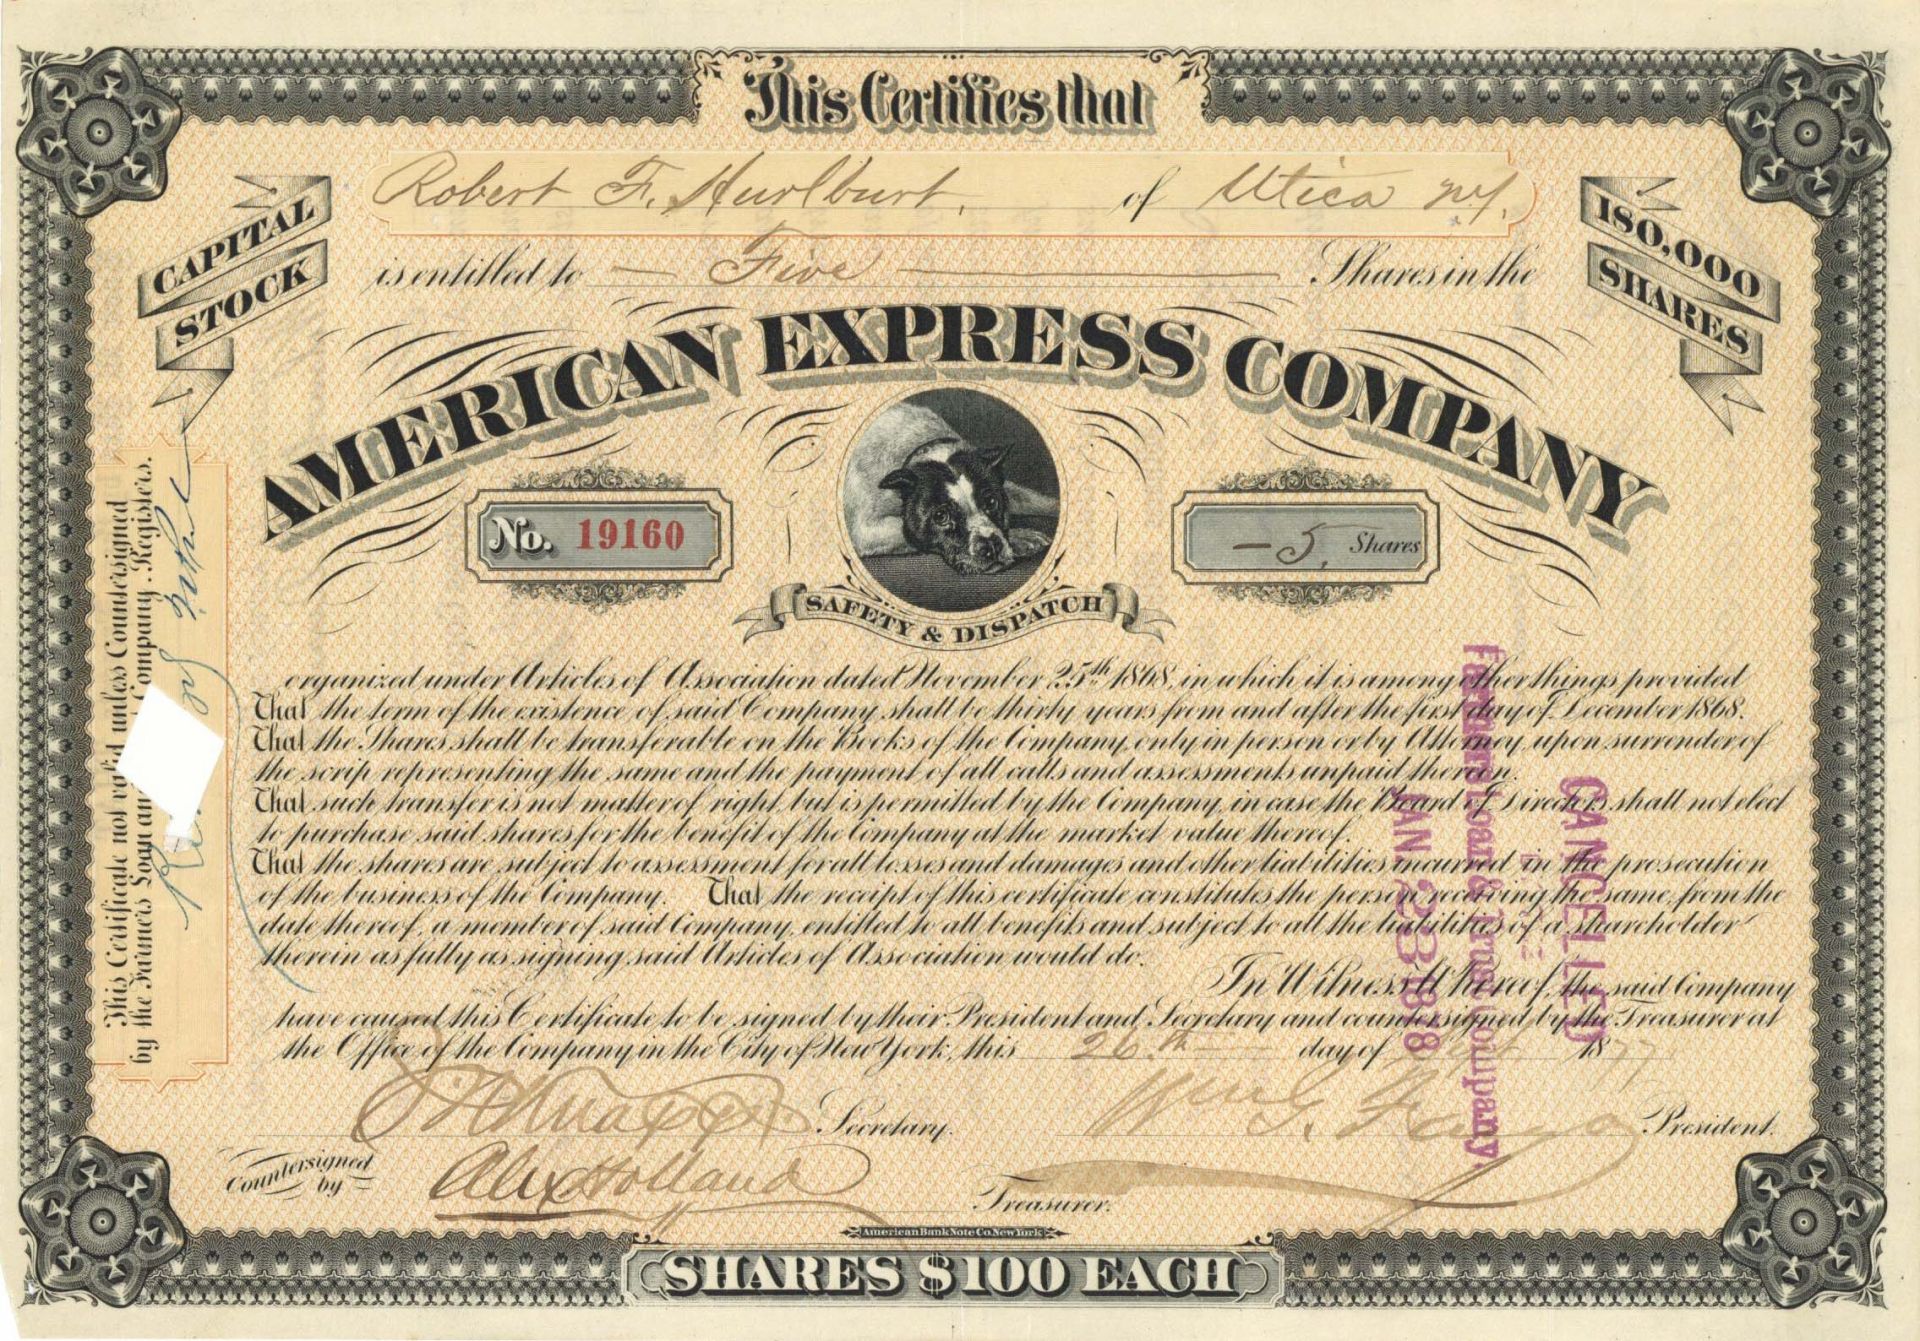 This Certifies that
Robert F. Hurlburt, of Utica N.Y.
is entitled to Five Shares in the
CAPITAL
STOCK
180,000
SHARES
AMERICAN EXPRESS COMPANY
No. 19160
5, Shares
SAFETY & DISPATCH
organized under Articles of Association dated November 25th 1868, in which it is among other things provided
That the term of the existence of said Company shall be thirty years from and after the first day of December 1868.
That the Shares shall be transferable on the Books of the Company, only in person or by Attorney, upon surrender of
the scrip representing the same and the payment of all calls and assessments unpaid thereon.
That such transfer is not matter of right, but is permitted by the Company, in case the Board of Directors shall not elect
to purchase said shares for the benefit of the Company at the market value thereof.
That the shares are subject to assessment for all losses and damages and other liabilities incurred in the prosecution
of the business of the Company. That the receipt of this certificate constitutes the person receiving the same, from the
date thereof, a member of said Company, entitled to all benefits and subject to all the liabilities of a shareholder
therein as fully as signing said Articles of Association would do.
In Witness Whereof, the said Company
have caused this Certificate to be signed by their President and Secretary and countersigned by the Treasurer at
the Office of the Company in the City of New York, this 26th day of Sept 1877
Secretary. Wm G. Fargo President.
Countersigned
by
Alex Holland Treasurer.
American Bank Note Co. New York
SHARES $100 EACH
This Certificate not valid unless Countersigned
by the Farmers Loan and Company, Registers.
CANCELLED
Farmers Loan & Trust Company.
JAN. 23 1878